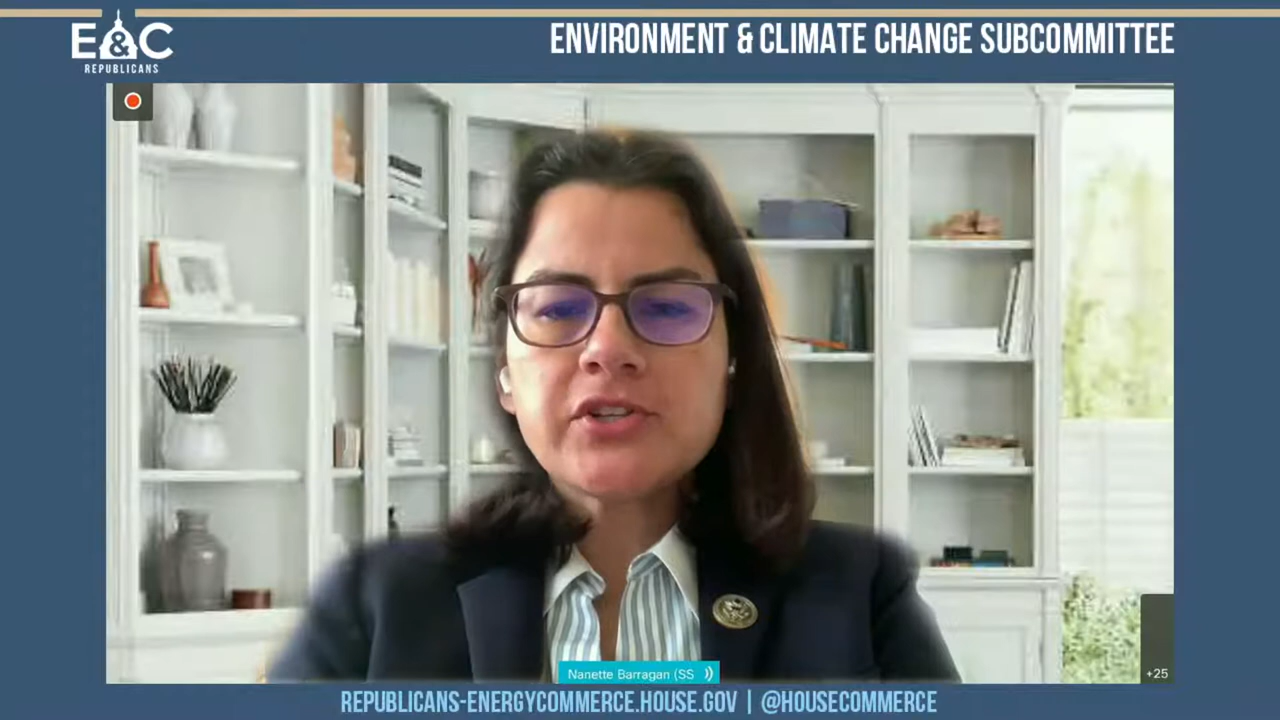 E&C
REPUBLICANS
ENVIRONMENT & CLIMATE CHANGE SUBCOMMITTEE
Nanette Barragan (SS
+25
REPUBLICANS-ENERGYCOMMERCE.HOUSE.GOV | @HOUSECOMMERCE